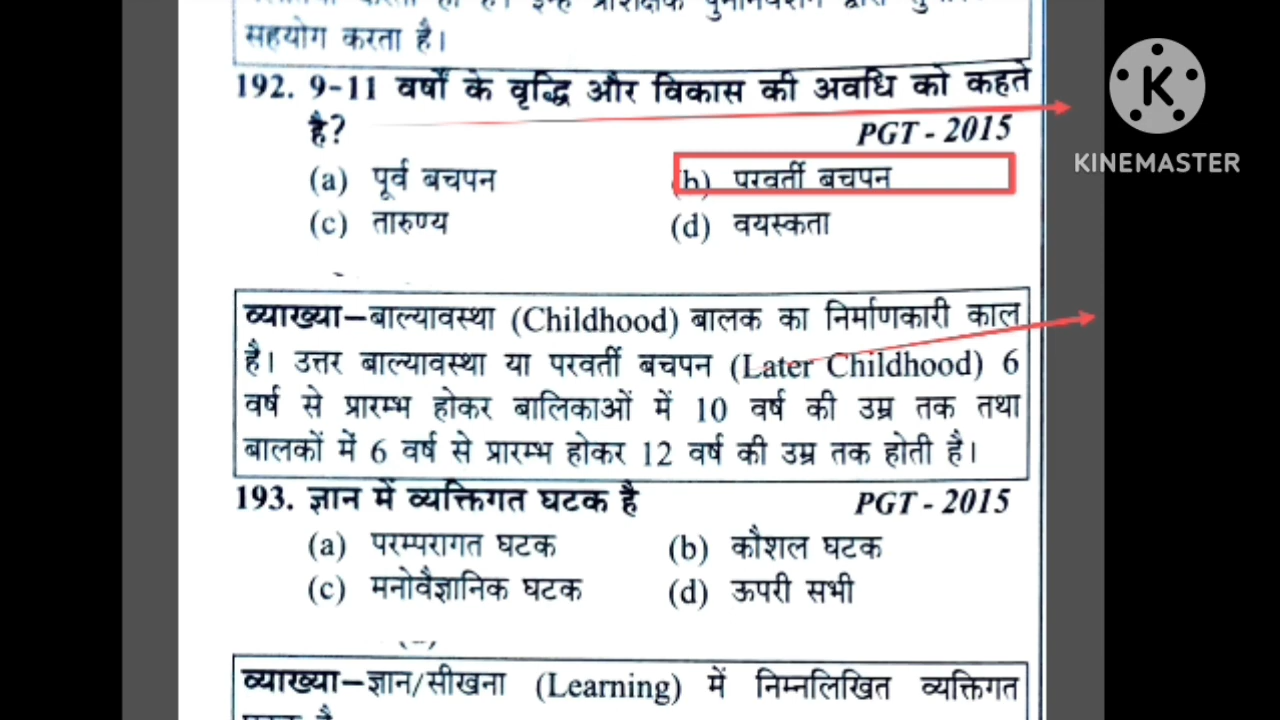 सहयोग करता है।
192. 9-11 वर्षों के वृद्धि और विकास की अवधि को कहते
है?
PGT - 2015
(a) पूर्व बचपन
(b) परवर्ती बचपन
(c) तारुण्य
(d) वयस्कता
व्याख्या–बाल्यावस्था (Childhood) बालक का निर्माणकारी काल
है। उत्तर बाल्यावस्था या परवर्ती बचपन (Later Childhood) 6
वर्ष से प्रारम्भ होकर बालिकाओं में 10 वर्ष की उम्र तक तथा
बालकों में 6 वर्ष से प्रारम्भ होकर 12 वर्ष की उम्र तक होती है।
193. ज्ञान में व्यक्तिगत घटक है
PGT - 2015
(a) परम्परागत घटक
(b) कौशल घटक
(c) मनोवैज्ञानिक घटक
(d) ऊपरी सभी
व्याख्या–ज्ञान/सीखना (Learning) में निम्नलिखित व्यक्तिगत
K
KINEMASTER